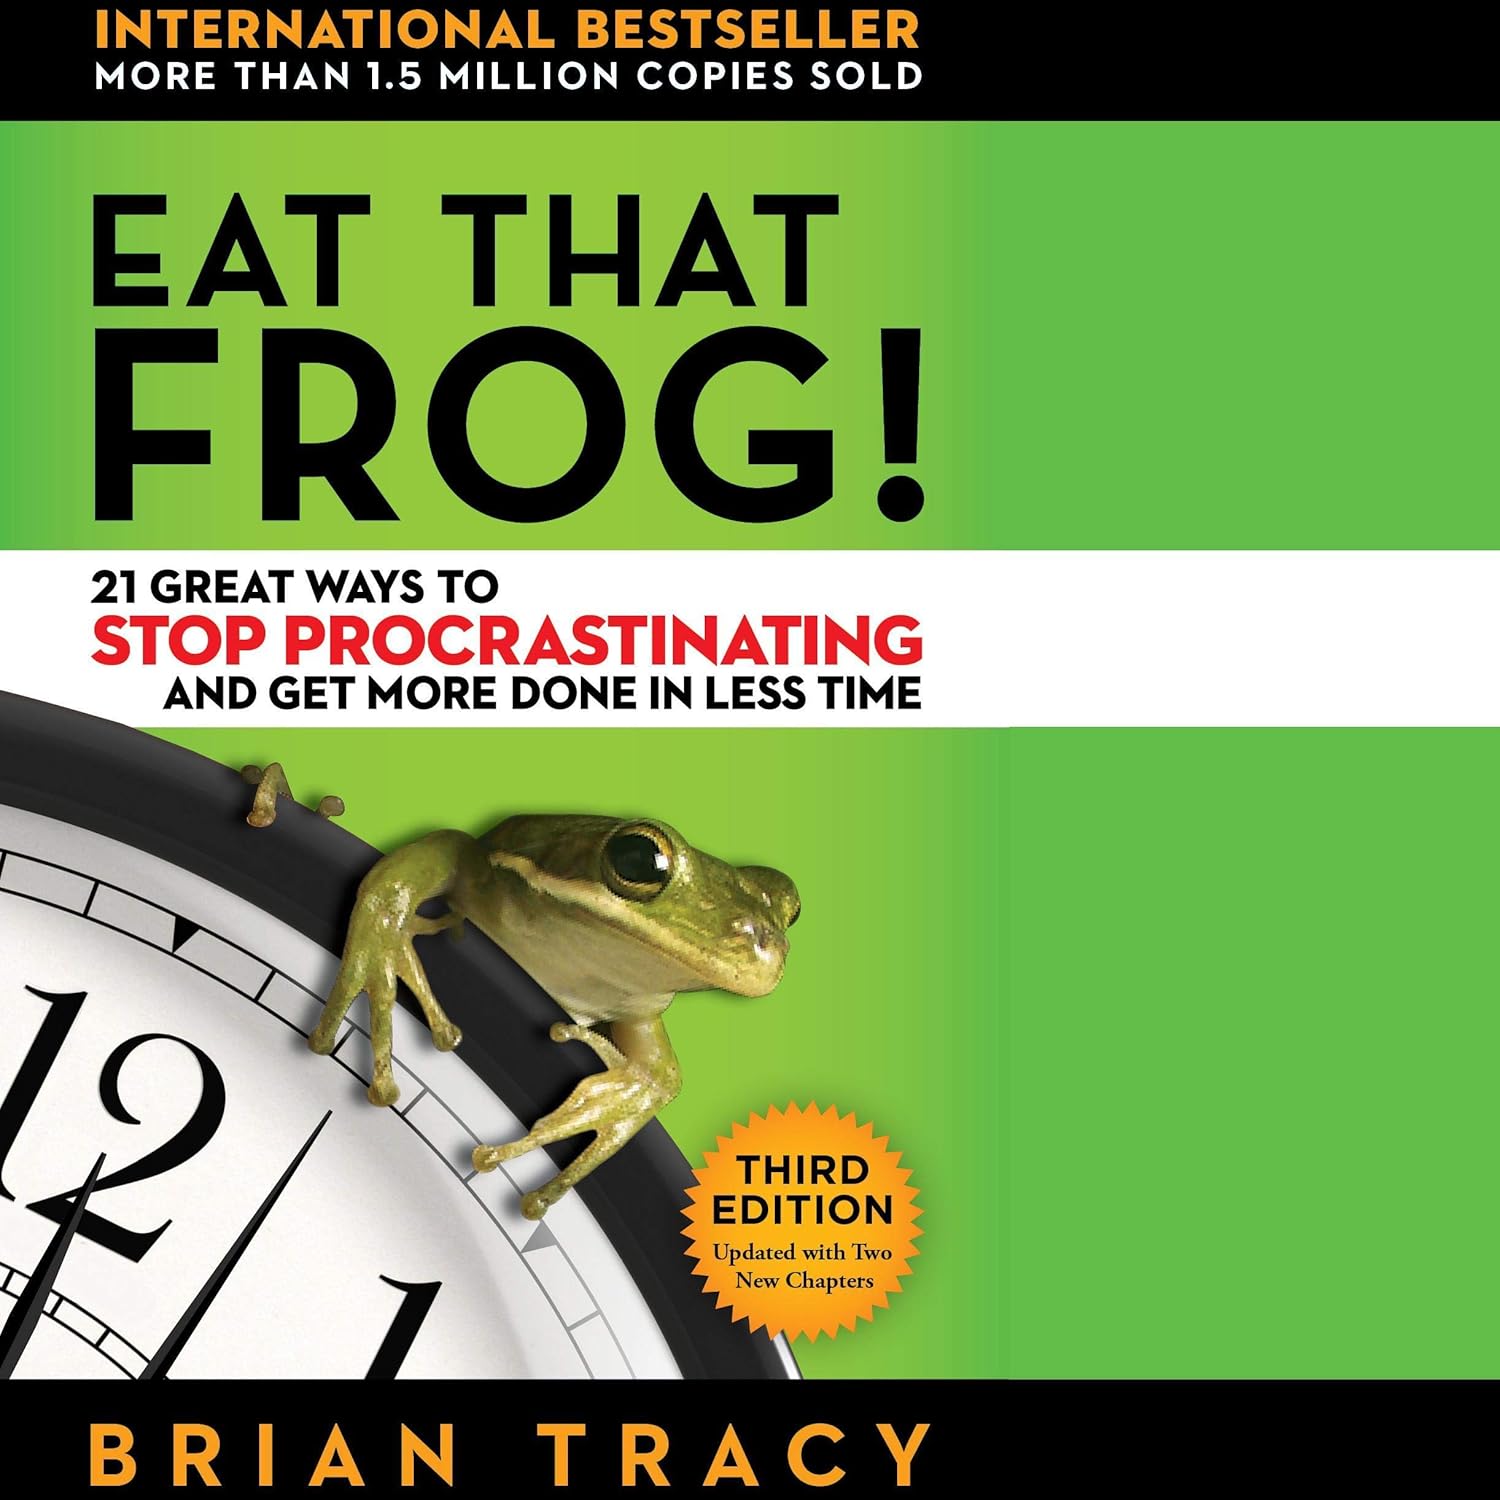 INTERNATIONAL BESTSELLER
MORE THAN 1.5 MILLION COPIES SOLD
EAT THAT
FROG!
21 GREAT WAYS TO
STOP PROCRASTINATING
AND GET MORE DONE IN LESS TIME
12
1
THIRD
EDITION
Updated with Two
New Chapters
BRIAN TRACY